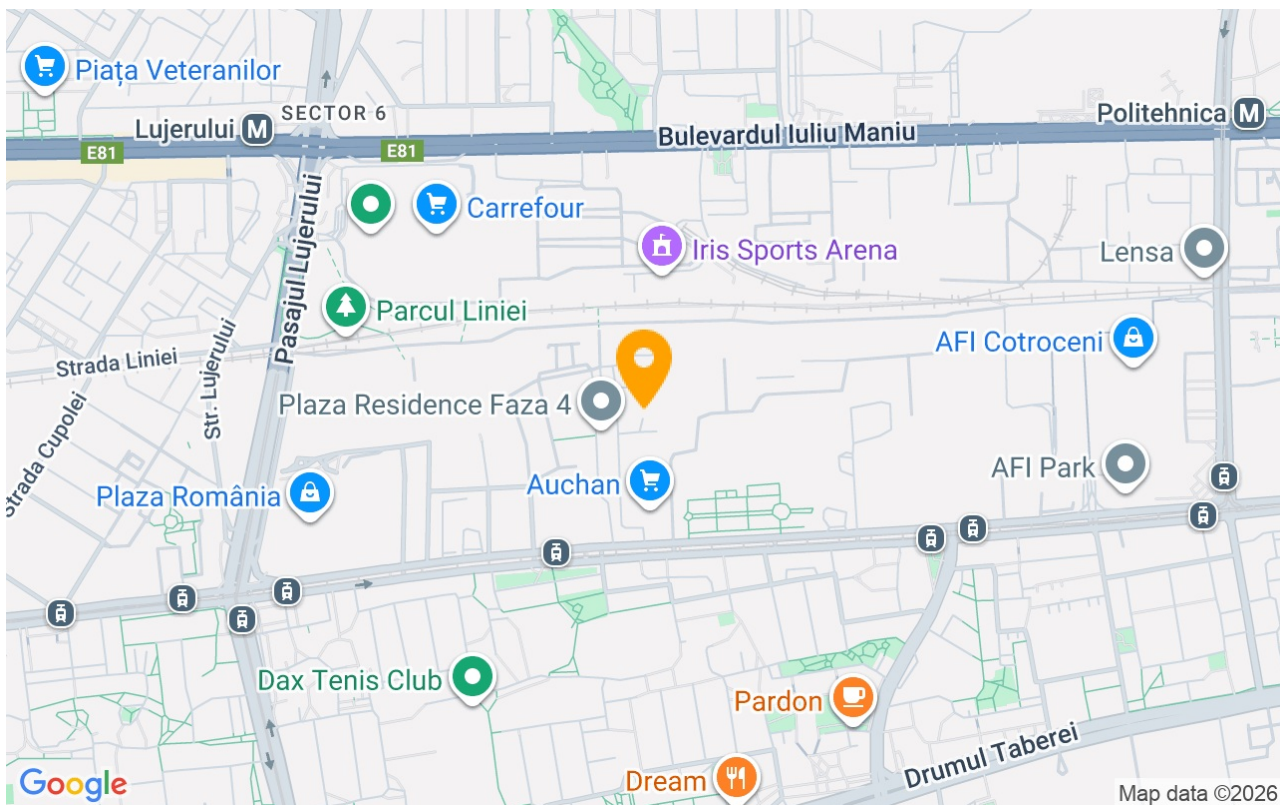 Piața Veteranilor
SECTOR 6
Lujerului M
Politehnica M
Bulevardul Iuliu Maniu
E81
E81
Pasajul Lujerului
Carrefour
Iris Sports Arena
Lensa
Parcul Liniei
AFI Cotroceni
Strada Liniei
Str. Lujerului
Strada Cupolei
Plaza Residence Faza 4
AFI Park
Auchan
Plaza România
Dax Tenis Club
Pardon
Drumul Taberei
Dream
Google
Map data ©2026